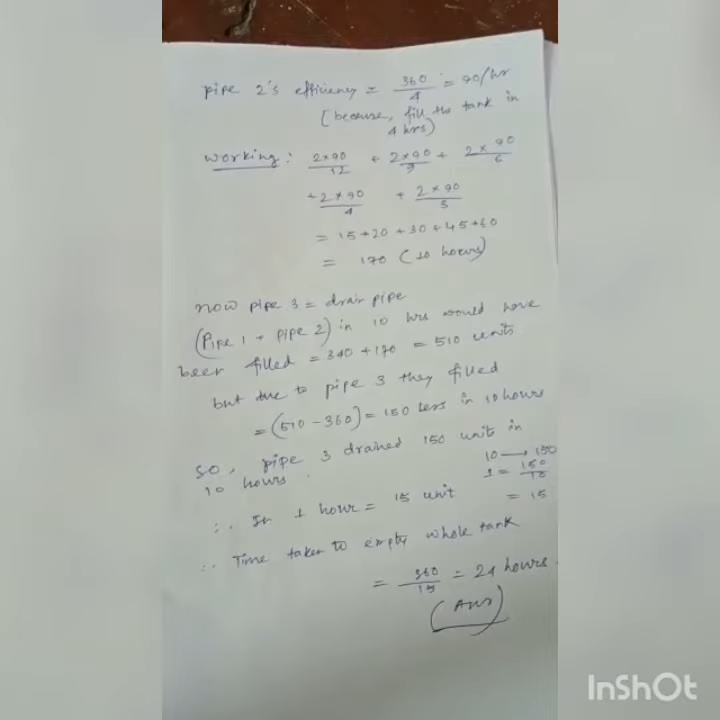 Pipe 2's efficiency = 360/4 = 90/hr
[because, fill the tank in
4 hrs)
Working: 2×90/12 + 2×90/9 + 2×90/6
+ 2×90/4 + 2×90/3
= 15+20+30+45+60
= 170 (10 hours)
Now pipe 3 = drain pipe
(Pipe 1 + Pipe 2) in 10 hrs would have
been filled = 340+170 = 510 units
but due to pipe 3 they filled
= (510-360) = 150 less in 10 hours
So, pipe 3 drained 150 unit in
10 hours.
10 → 150
1 = 150/10
= 15
∴ In 1 hour = 15 unit
∴ Time taken to empty whole tank
= 360/15 = 24 hours.
(Ans)
InShOt